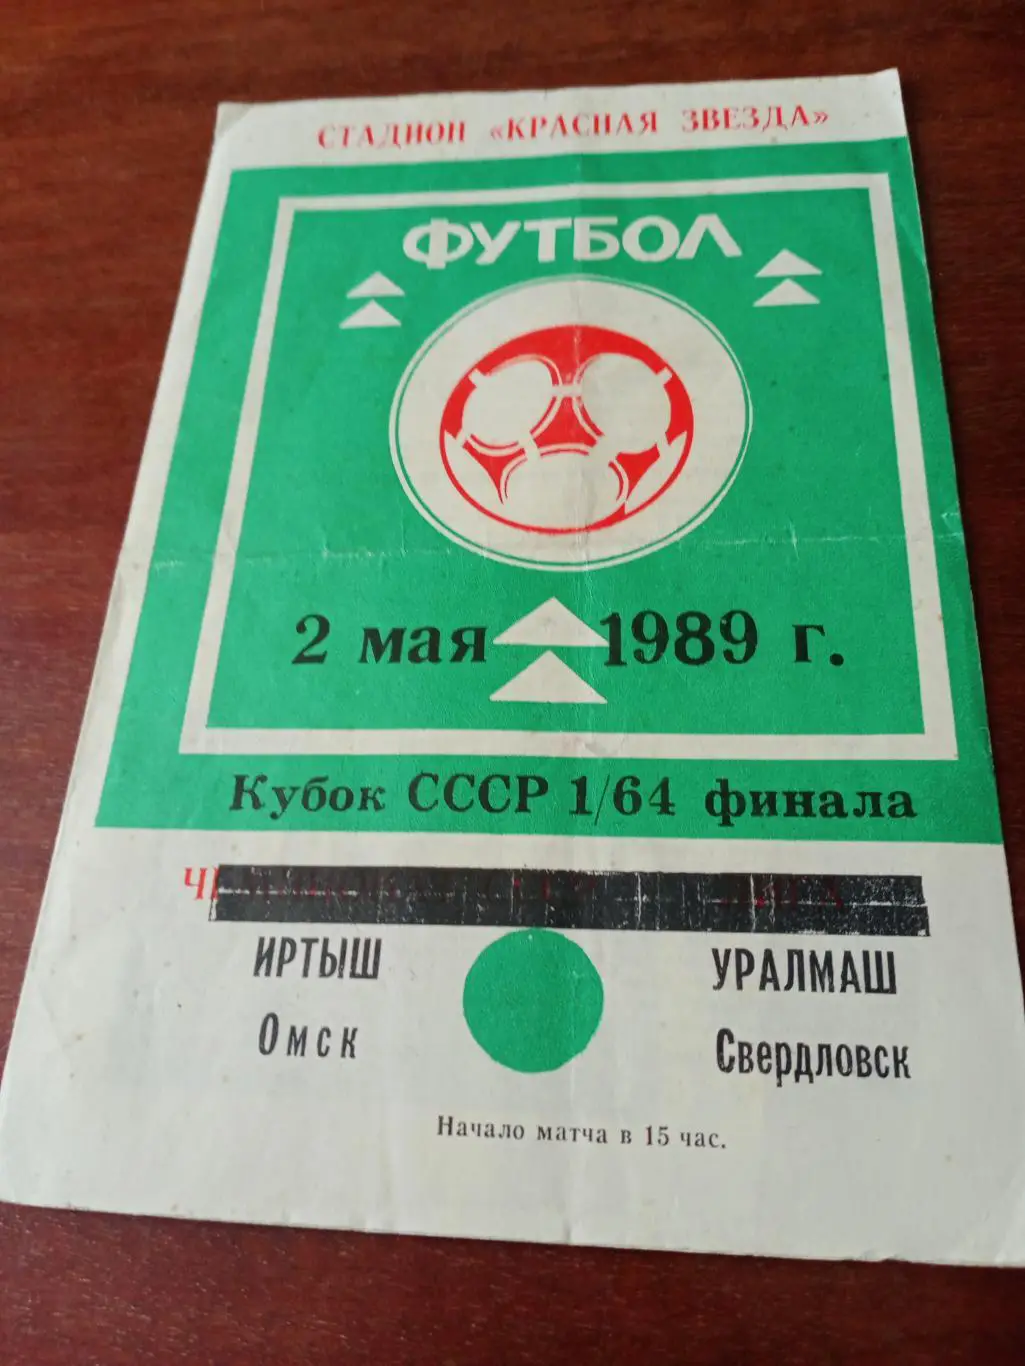 СТАДИОН «КРАСНАЯ ЗВЕЗДА»
ФУТБОЛ
2 мая 1989 г.
Кубок СССР 1/64 финала
ИРТЫШ УРАЛМАШ
Омск Свердловск
Начало матча в 15 час.